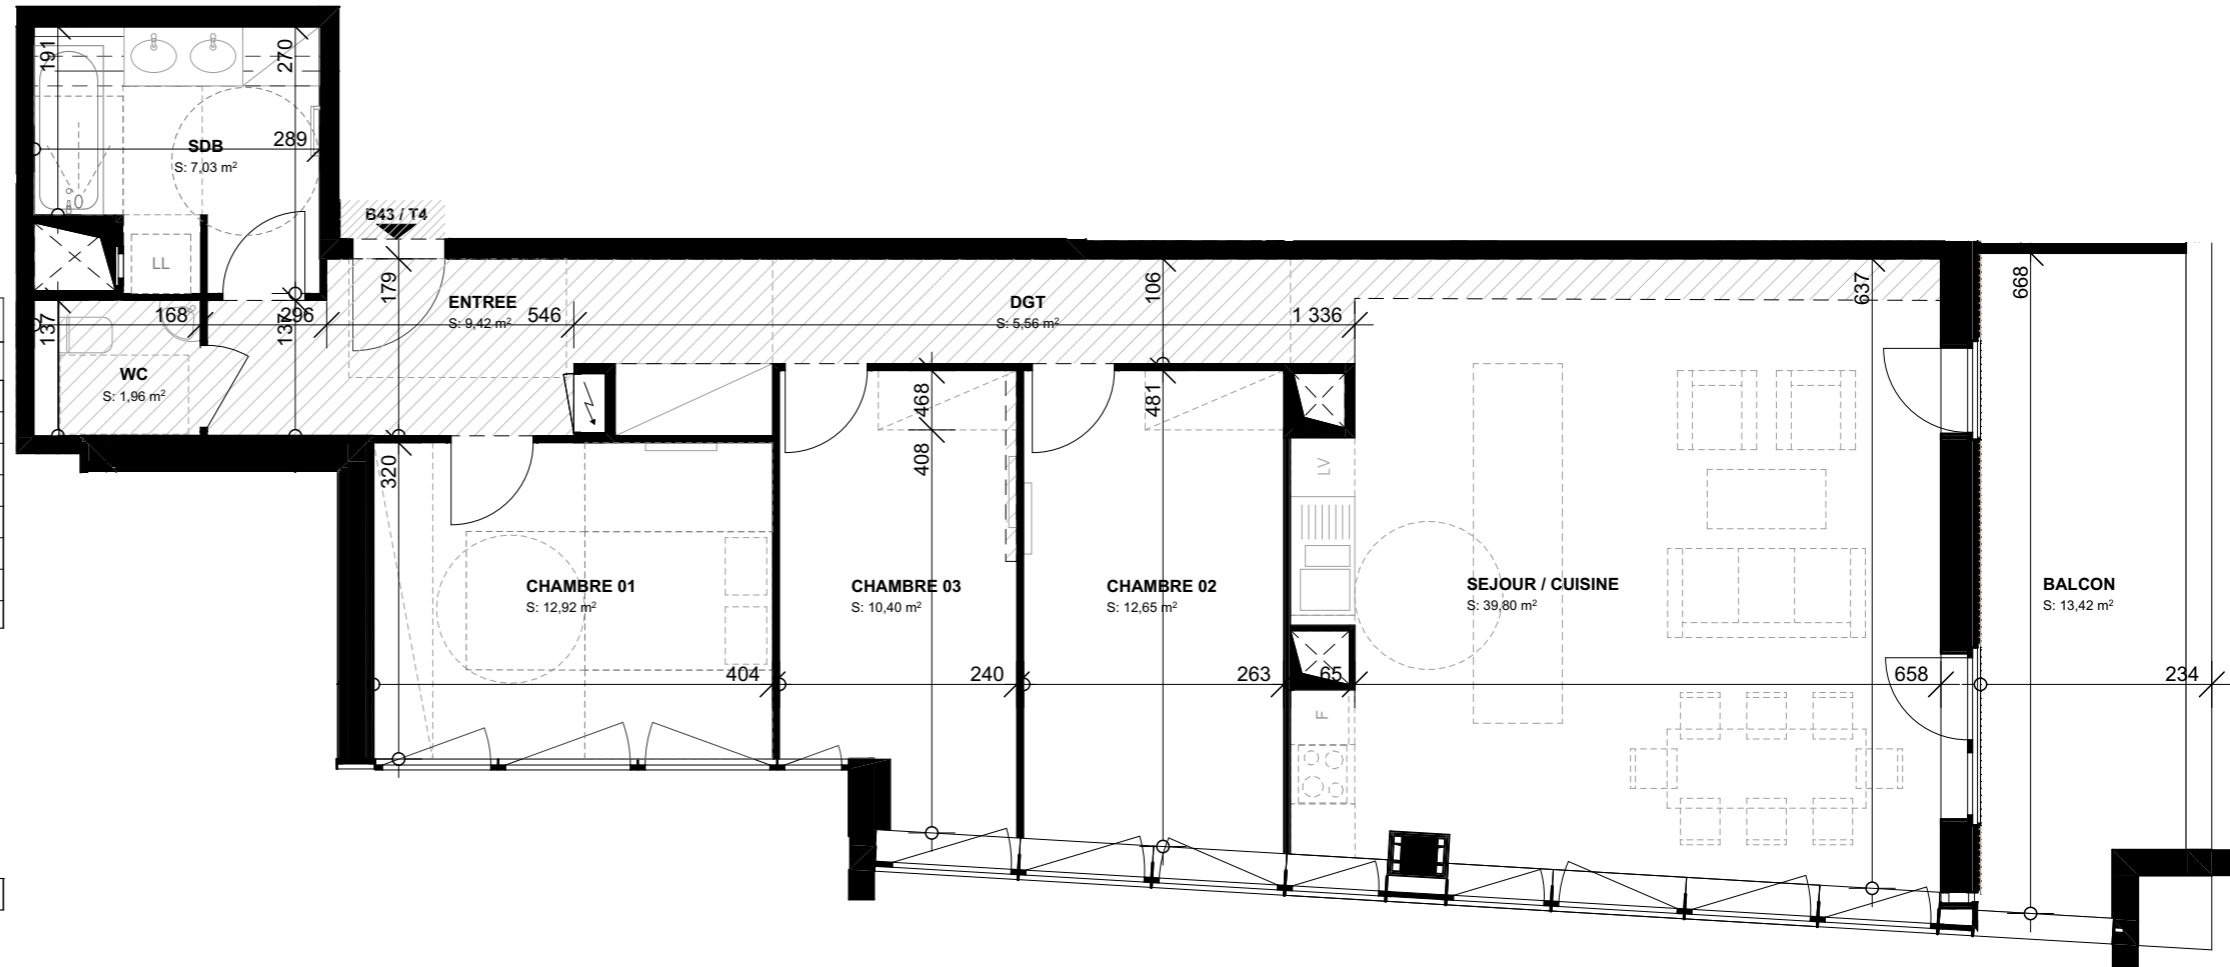 191
270
SDB
S: 7,03 m²
289
LL
B43 / T4
179
ENTREE
S: 9,42 m²
546
DGT
S: 5,56 m²
106
1 336
637
668
137
168
296
137
WC
S: 1,96 m²
320
468
408
481
LV
CHAMBRE 01
S: 12,92 m²
CHAMBRE 03
S: 10,40 m²
CHAMBRE 02
S: 12,65 m²
SEJOUR / CUISINE
S: 39,80 m²
BALCON
S: 13,42 m²
404
240
263
65
658
234
F